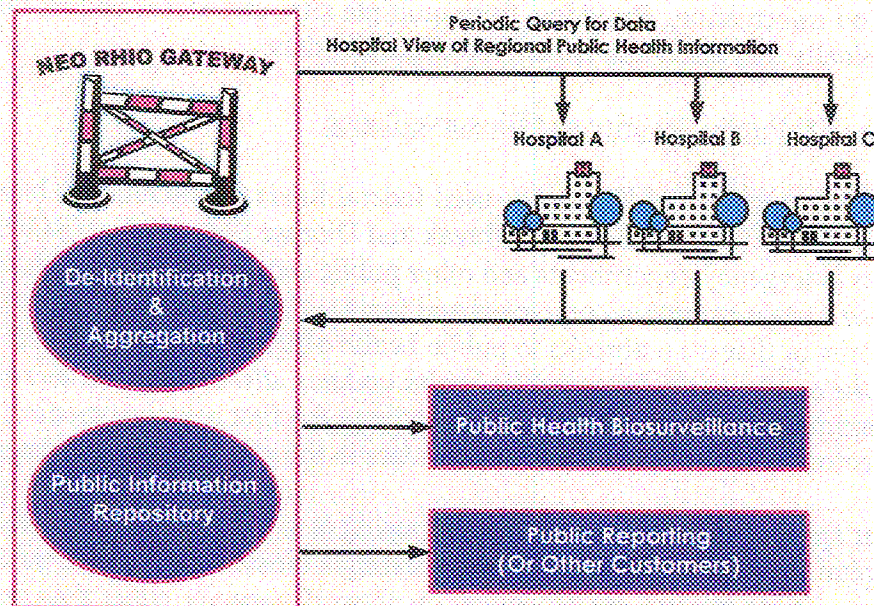 Periodic Query for Data
Hospital View of Regional Public Health Information
NEO RHIO GATEWAY
Hospital A
Hospital B
Hospital C
De-Identification
&
Aggregation
Public Health Biosurveillance
Public Information
Repository
Public Reporting
(Or Other Customers)